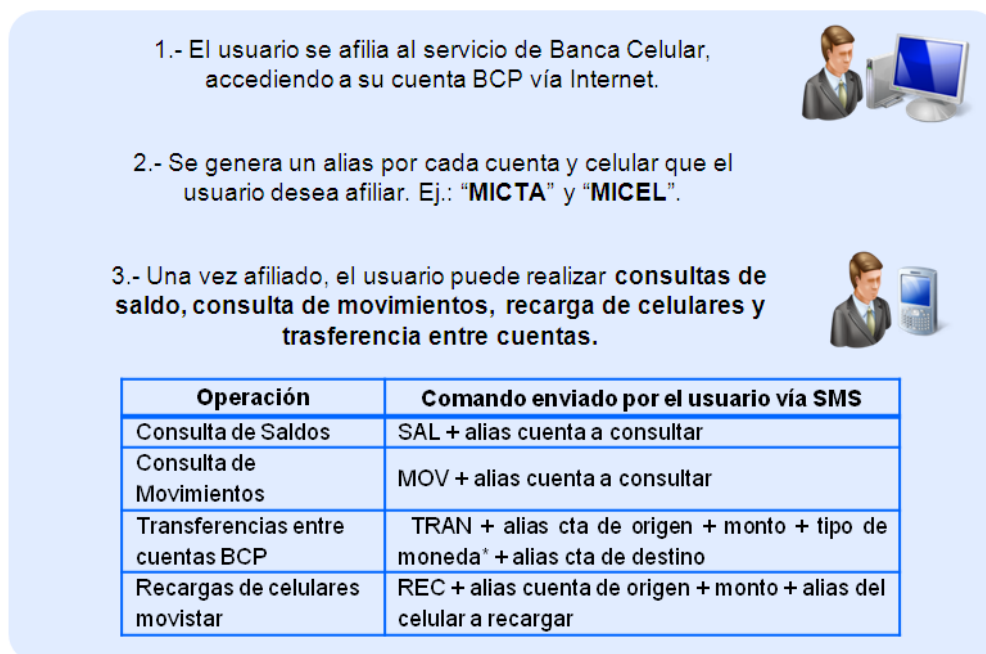 1.- El usuario se afilia al servicio de Banca Celular,
accediendo a su cuenta BCP vía Internet.
2.- Se genera un alias por cada cuenta y celular que el
usuario desea afiliar. Ej.: “MICTA” y “MICEL”.
3.- Una vez afiliado, el usuario puede realizar consultas de
saldo, consulta de movimientos, recarga de celulares y
trasferencia entre cuentas.
Operación
Comando enviado por el usuario vía SMS
Consulta de Saldos
SAL + alias cuenta a consultar
Consulta de
Movimientos
MOV + alias cuenta a consultar
Transferencias entre
cuentas BCP
TRAN + alias cta de origen + monto + tipo de
moneda* + alias cta de destino
Recargas de celulares
movistar
REC + alias cuenta de origen + monto + alias del
celular a recargar